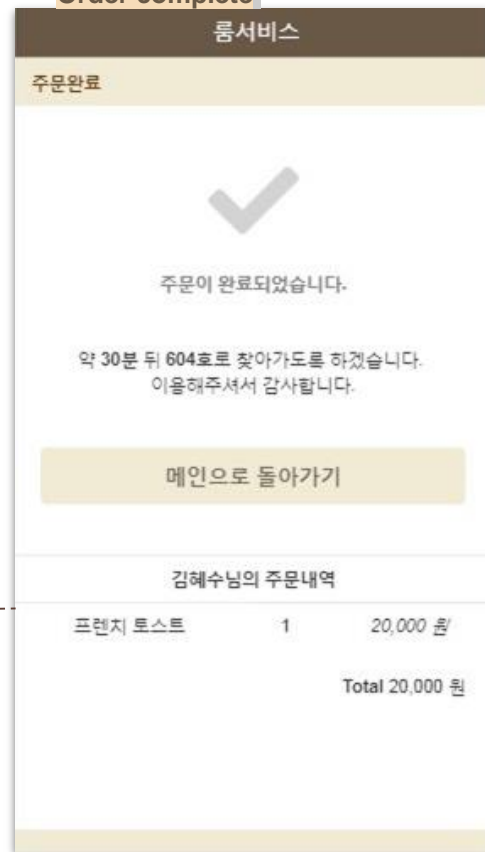 Order complete
룸서비스
주문완료
주문이 완료되었습니다.
약 30분 뒤 604호로 찾아가도록 하겠습니다.
이용해주셔서 감사합니다.
메인으로 돌아가기
김혜수님의 주문내역
프렌치 토스트 1 20,000 원
Total 20,000 원